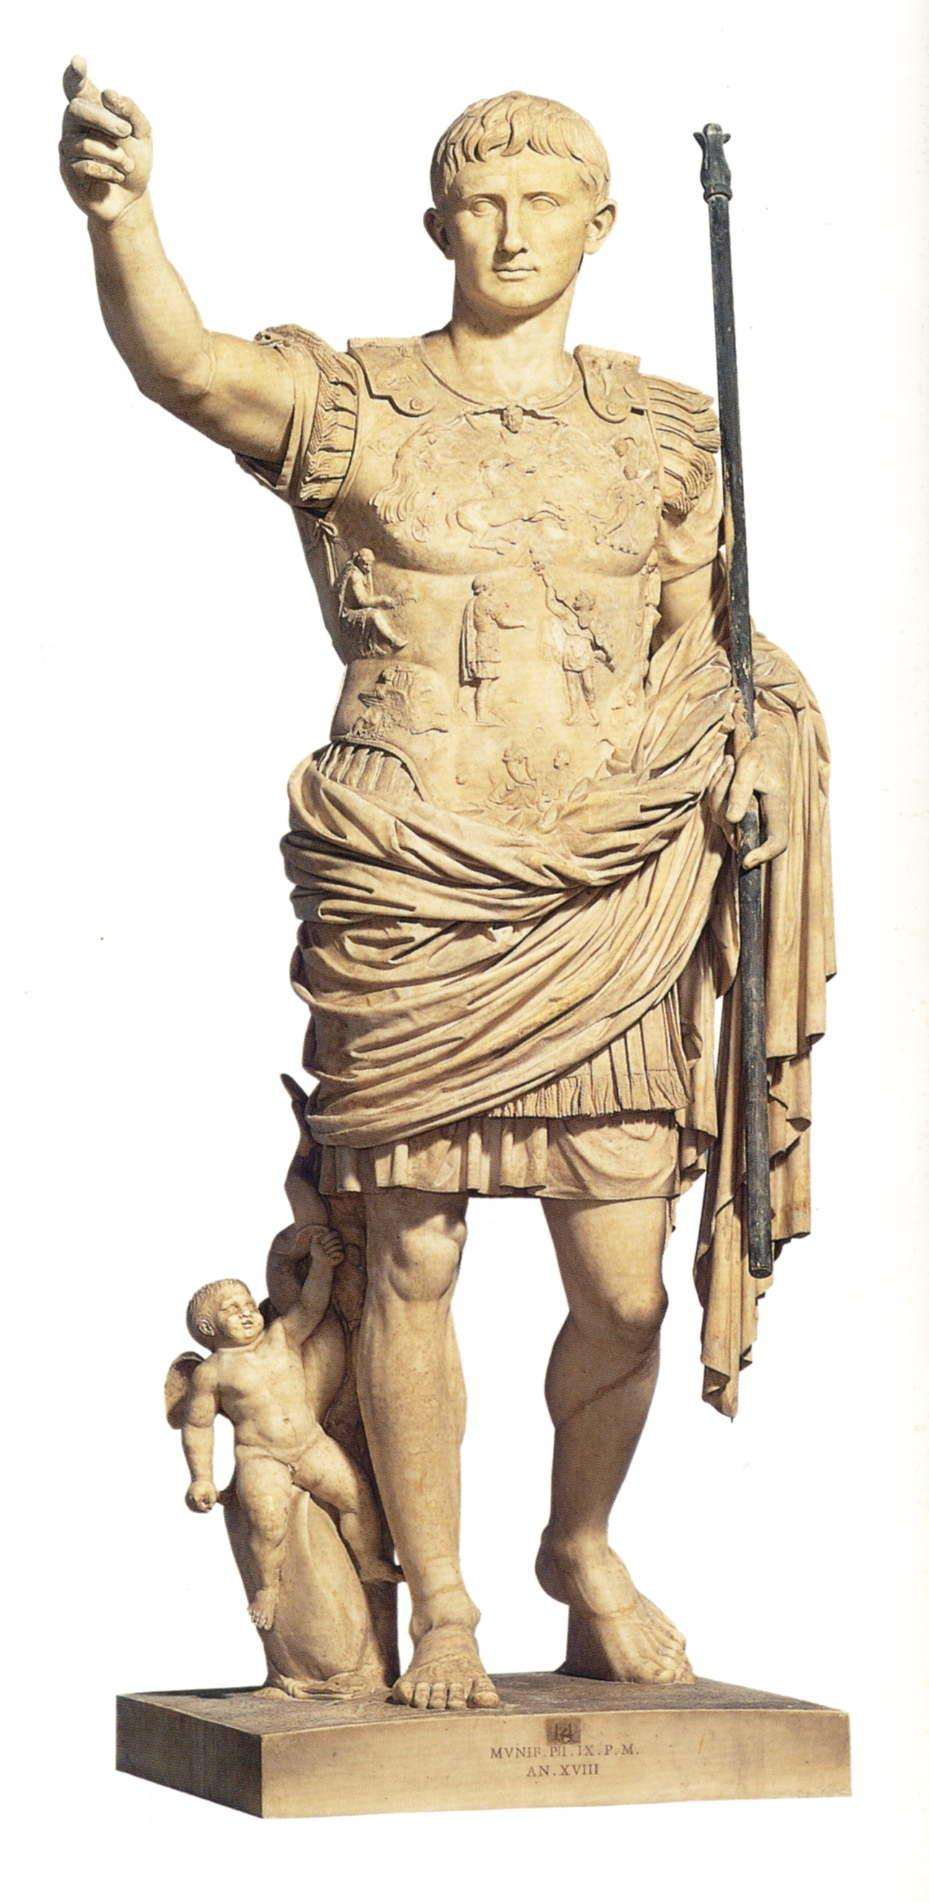 14
MVNIF. PII. IX. P. M.
AN. XVIII